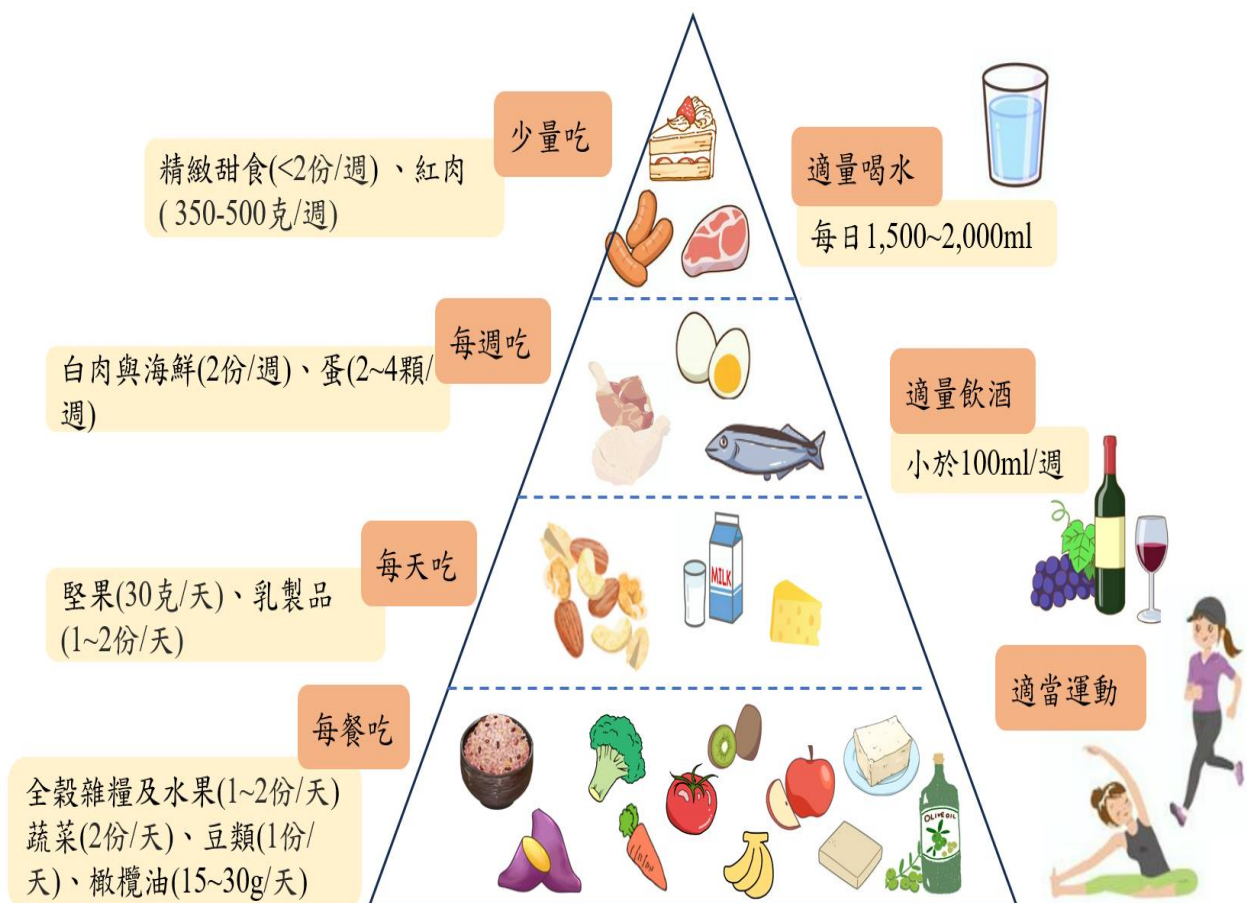 少量吃
精緻甜食(<2份/週)、紅肉
( 350-500克/週)
適量喝水
每日1,500~2,000ml
每週吃
白肉與海鮮(2份/週)、蛋(2~4顆/
週)
適量飲酒
小於100ml/週
每天吃
堅果(30克/天)、乳製品
(1~2份/天)
MILK
適當運動
每餐吃
全穀雜糧及水果(1~2份/天)
蔬菜(2份/天)、豆類(1份/
天)、橄欖油(15~30g/天)
OLIVE OIL